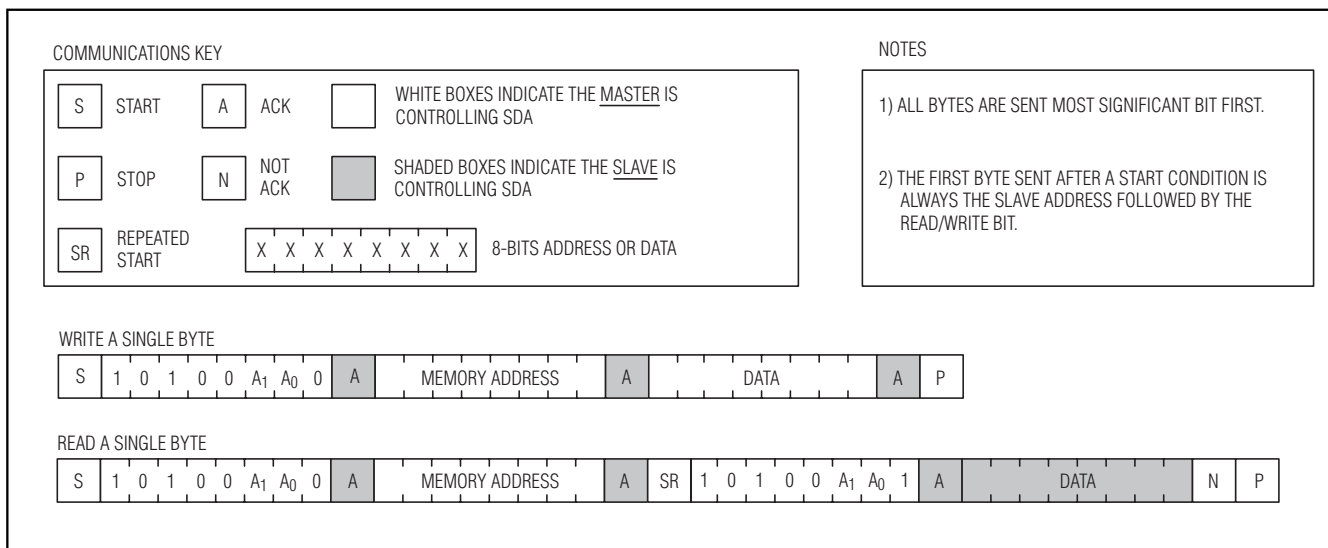 COMMUNICATIONS KEY
S START A ACK WHITE BOXES INDICATE THE MASTER IS
CONTROLLING SDA
P STOP N NOT
ACK SHADED BOXES INDICATE THE SLAVE IS
CONTROLLING SDA
SR REPEATED
START X X X X X X X X 8-BITS ADDRESS OR DATA
NOTES
1) ALL BYTES ARE SENT MOST SIGNIFICANT BIT FIRST.
2) THE FIRST BYTE SENT AFTER A START CONDITION IS
ALWAYS THE SLAVE ADDRESS FOLLOWED BY THE
READ/WRITE BIT.
WRITE A SINGLE BYTE
S 1 0 1 0 0 A1 A0 0 A MEMORY ADDRESS A DATA A P
READ A SINGLE BYTE
S 1 0 1 0 0 A1 A0 0 A MEMORY ADDRESS A SR 1 0 1 0 0 A1 A0 1 A DATA N P